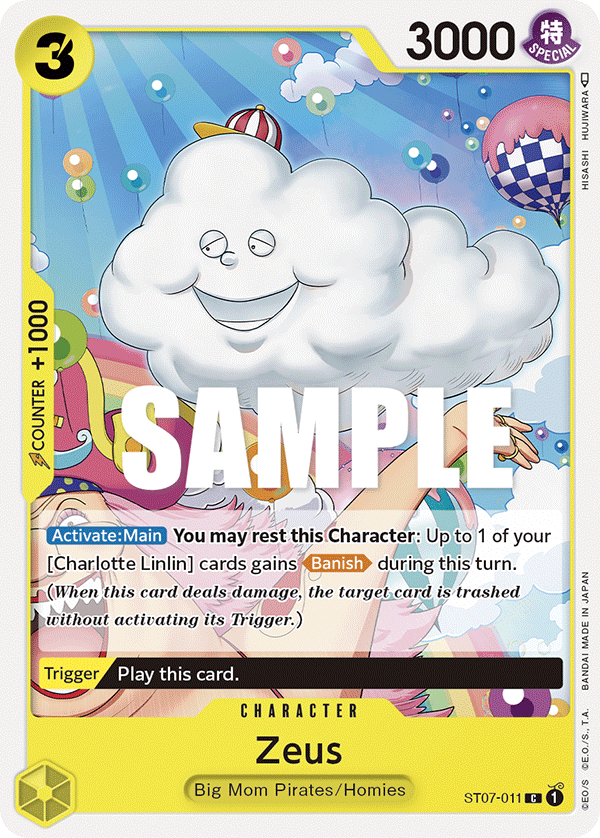 3
3000
特
SPECIAL
HISASHI HUJIWARA
COUNTER +1000
SAMPLE
Activate:Main You may rest this Character: Up to 1 of your
[Charlotte Linlin] cards gains Banish during this turn.
(When this card deals damage, the target card is trashed
without activating its Trigger.)
Trigger Play this card.
CHARACTER
Zeus
Big Mom Pirates/Homies
ST07-011 C 1
©EO/S ©E.O./S., T.A. BANDAI MADE IN JAPAN